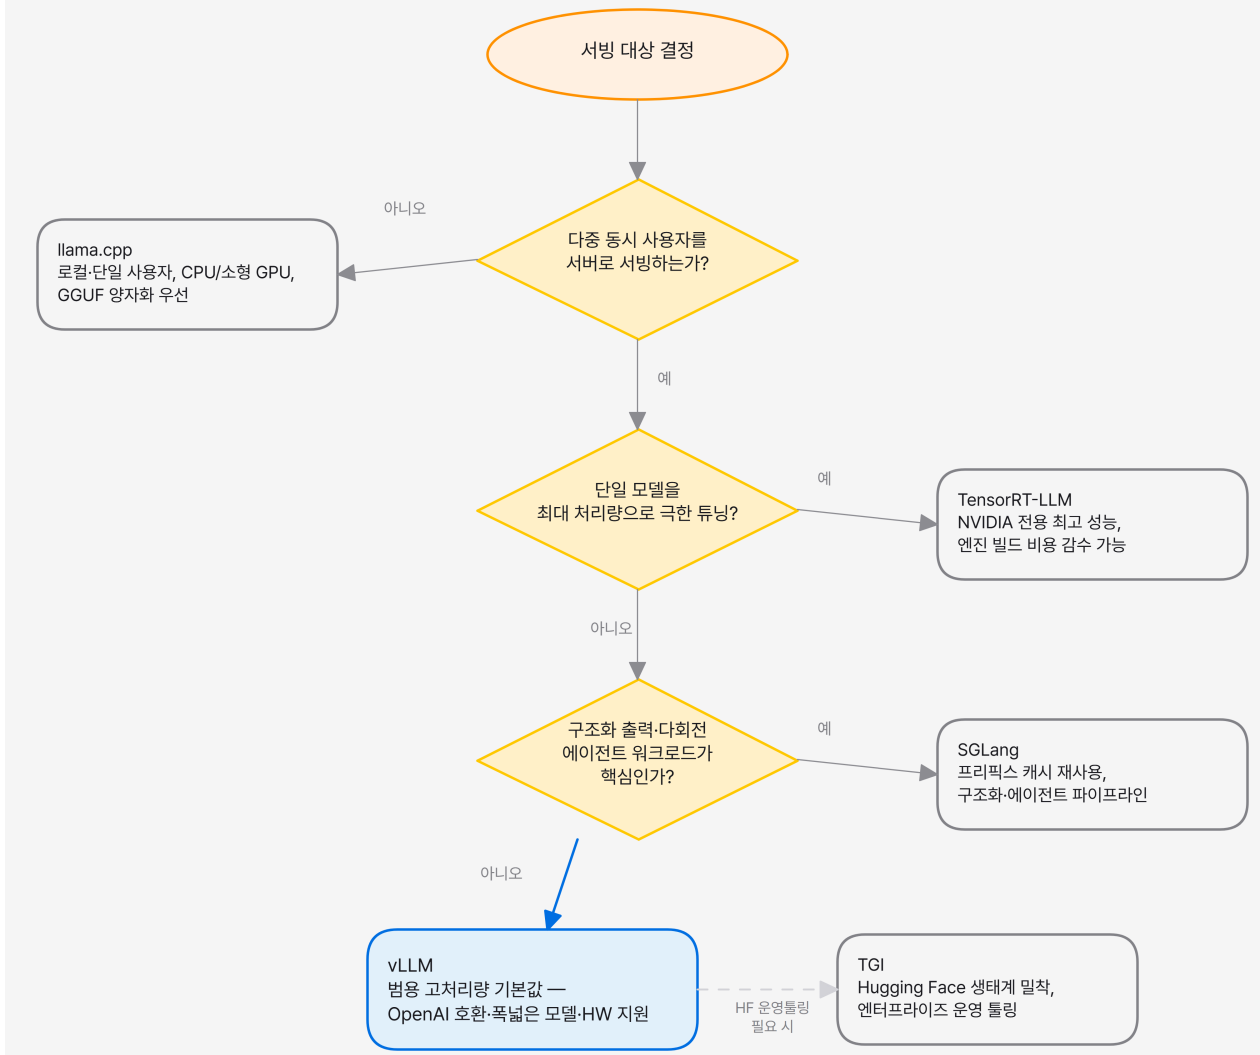 서빙 대상 결정
아니오
다중 동시 사용자를
서버로 서빙하는가?
llama.cpp
로컬·단일 사용자, CPU/소형 GPU,
GGUF 양자화 우선
예
단일 모델을
최대 처리량으로 극한 튜닝?
예
TensorRT-LLM
NVIDIA 전용 최고 성능,
엔진 빌드 비용 감수 가능
아니오
구조화 출력·다회전
에이전트 워크로드가
핵심인가?
예
SGLang
프리픽스 캐시 재사용,
구조화·에이전트 파이프라인
아니오
vLLM
범용 고처리량 기본값 —
OpenAI 호환·폭넓은 모델·HW 지원
HF 운영툴링
필요 시
TGI
Hugging Face 생태계 밀착,
엔터프라이즈 운영 툴링